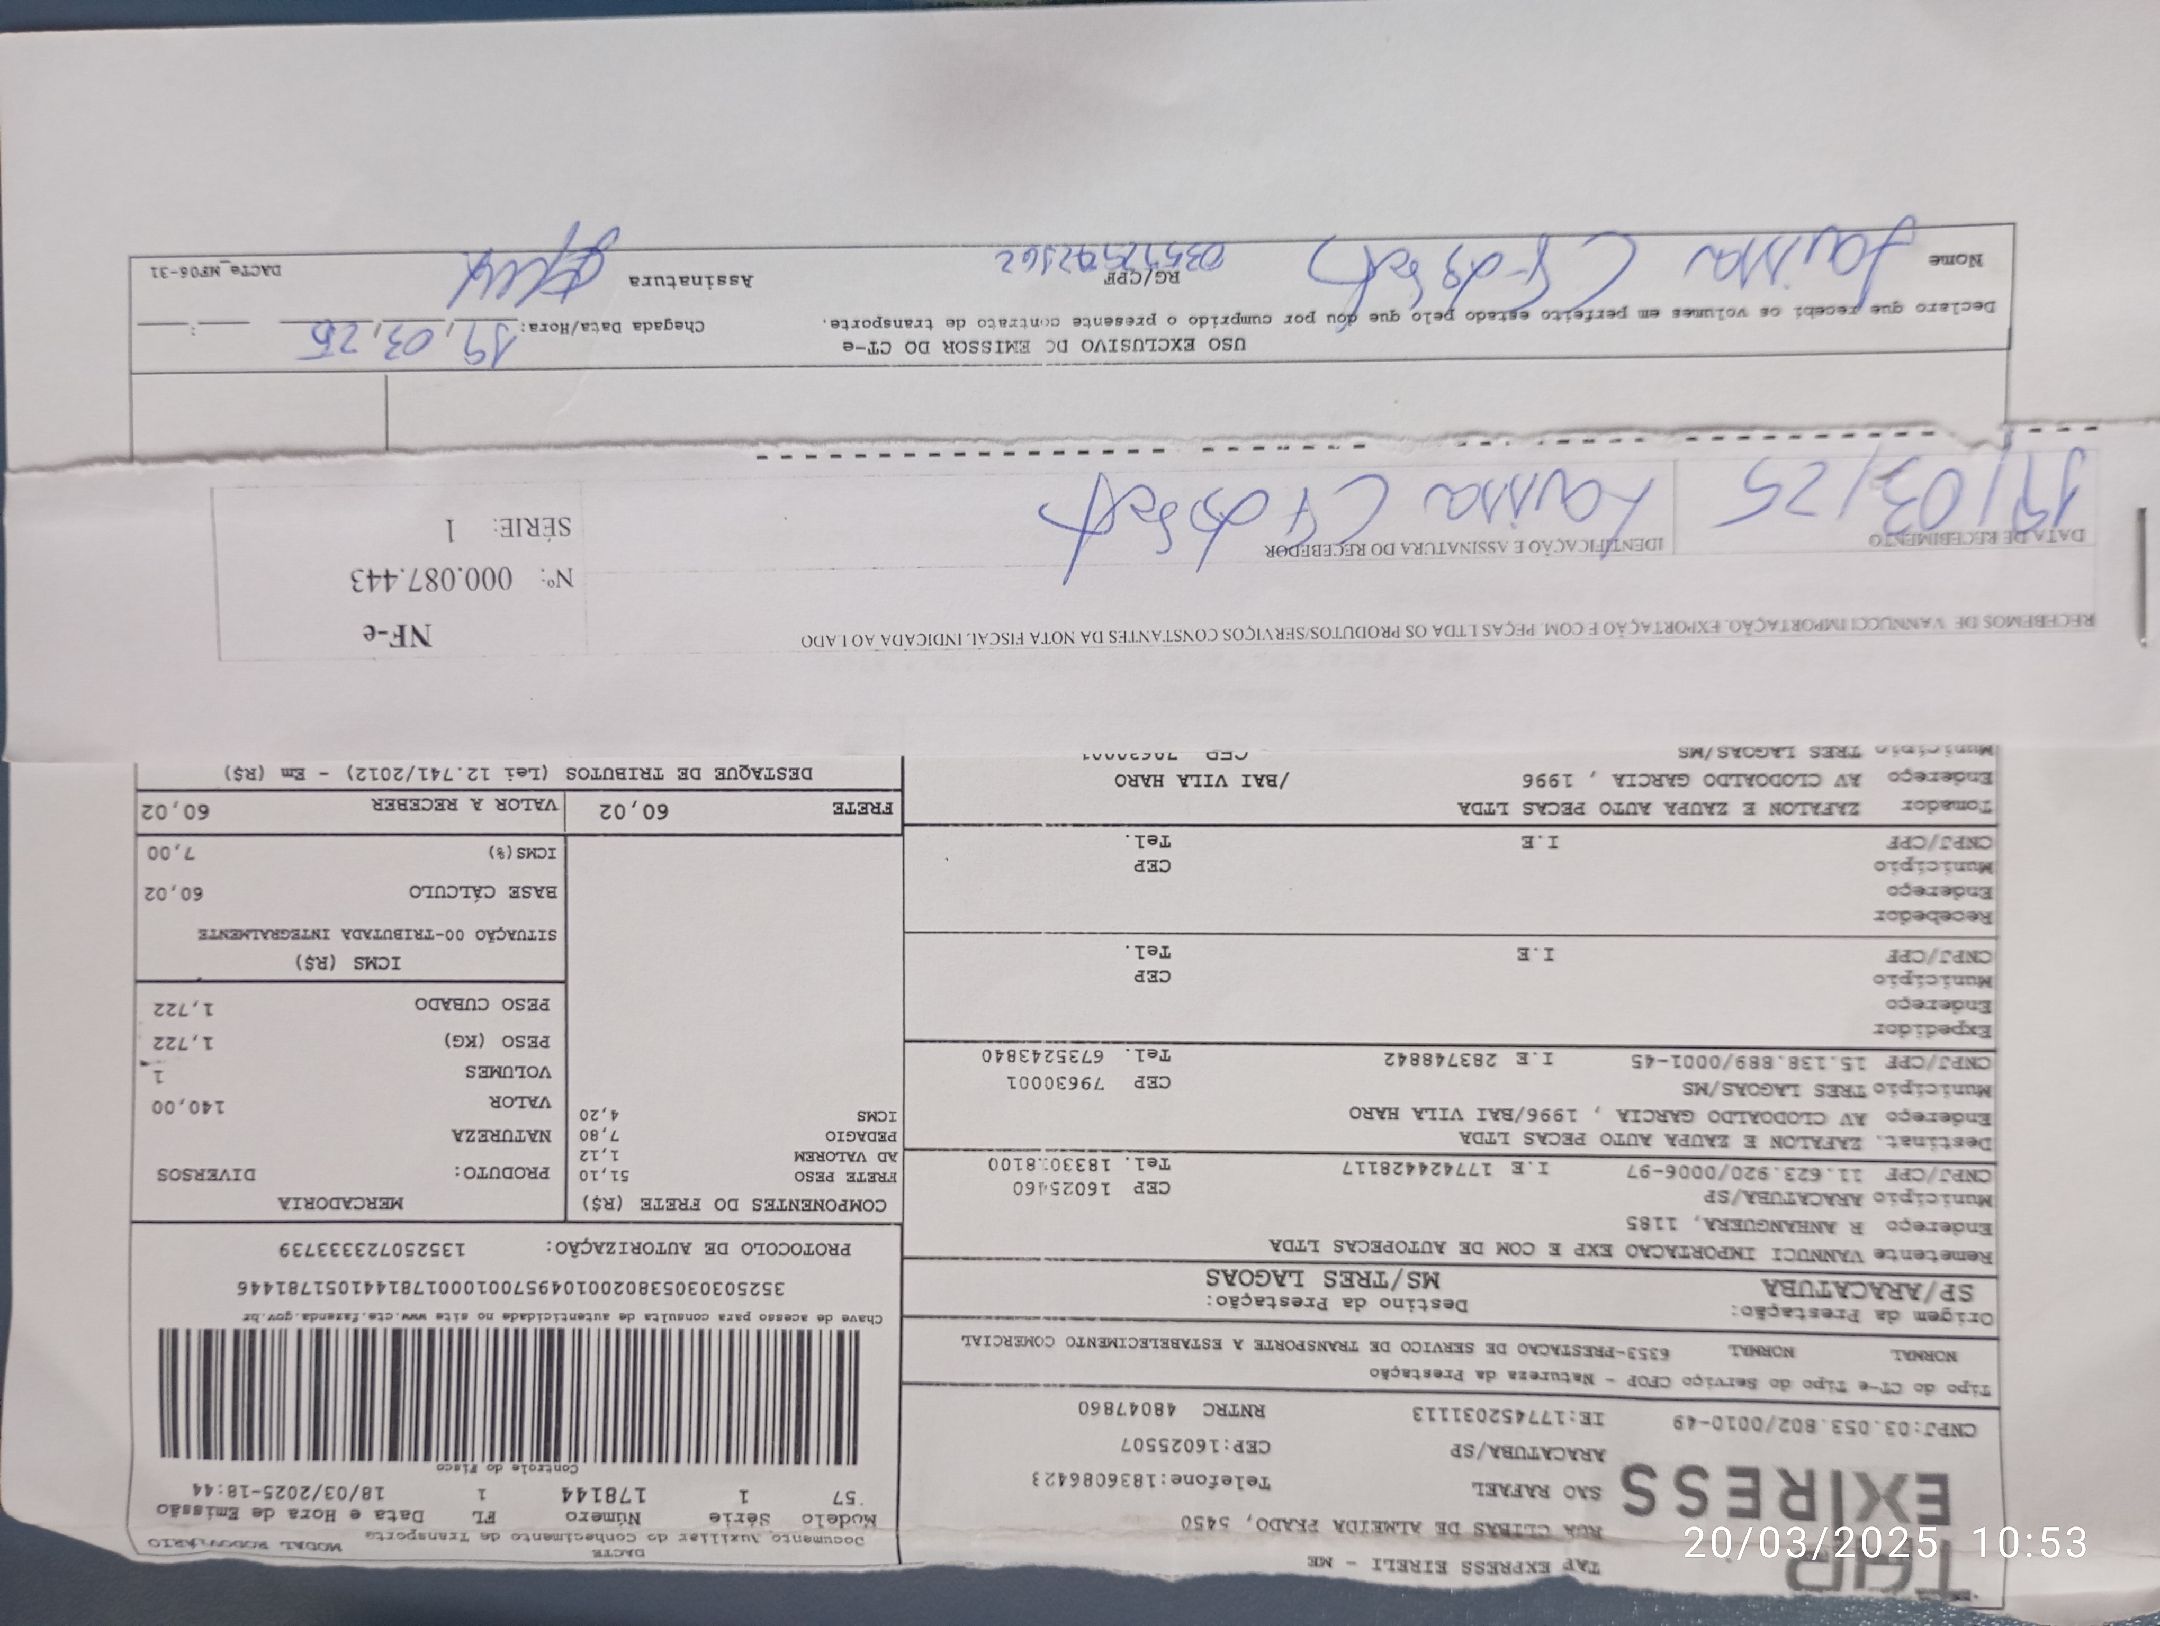 TAP EXPRESS EIRELI - ME
TAP
EXPRESS
RUA CLIBAS DE ALMEIDA PRADO, 5450
SAO RAFAEL Telefone:1836086423
ARACATUBA/SP CEP:16025507
CNPJ:03.053.802/0010-49 IE:177452031113 RNTRC 48047860
DACTE
Documento Auxiliar do Conhecimento de Transporte
MODAL RODOVIÁRIO
Modelo Série Número FL Data e Hora de Emissão
57 1 178144 1 18/03/2025-18:44
Controle do Fisco
Chave de acesso para consulta de autenticidade no site www.cte.fazenda.gov.br
35250303053802001049570010001781441051781446
PROTOCOLO DE AUTORIZAÇÃO: 135250723333739
Tipo do CT-e Tipo do Serviço CFOP - Natureza da Prestação
NORMAL NORMAL 6353-PRESTACAO DE SERVICO DE TRANSPORTE A ESTABELECIMENTO COMERCIAL
Origem da Prestação: Destino da Prestação:
SP/ARACATUBA MS/TRES LAGOAS
Remetente VANNUCI IMPORTACAO EXP E COM DE AUTOPECAS LTDA
Endereço R ANHANGUERA, 1185
Município ARACATUBA/SP CEP 16025460
CNPJ/CPF 11.623.920/0006-97 I.E 177424428117 Tel.
Destinat. ZAFALON E ZAUPA AUTO PECAS LTDA
Endereço AV CLODOALDO GARCIA , 1996/BAI VILA HARO
Município TRES LAGOAS/MS CEP 79630001
CNPJ/CPF 15.138.889/0001-45 I.E 283748842 Tel. 6735243840
Expedidor
Endereço
Município CEP
CNPJ/CPF I.E Tel.
Recebedor
Endereço
Município CEP
CNPJ/CPF I.E Tel.
Tomador ZAFALON E ZAUPA AUTO PECAS LTDA
Endereço AV CLODOALDO GARCIA , 1996 /BAI VILA HARO
Município TRES LAGOAS/MS CEP 79630001
COMPONENTES DO FRETE (R$)
FRETE PESO 51,10
AD VALOREM 1,12
PEDAGIO 7,80
ICMS 4,20
MERCADORIA
PRODUTO: DIVERSOS
NATUREZA
VALOR 140,00
VOLUMES 1
PESO (KG) 1,722
PESO CUBADO 1,722
ICMS (R$)
SITUAÇÃO 00-TRIBUTADA INTEGRALMENTE
BASE CÁLCULO 60,02
ICMS(%) 7,00
FRETE 60,02 VALOR A RECEBER 60,02
DESTAQUE DE TRIBUTOS (Lei 12.741/2012) - Em (R$)
RECEBEMOS DE VANNUCCI IMPORTAÇÃO, EXPORTAÇÃO E COM. PEÇAS LTDA OS PRODUTOS/SERVIÇOS CONSTANTES DA NOTA FISCAL INDICADA AO LADO
NF-e
Nº: 000.087.443
SÉRIE: 1
DATA DE RECEBIMENTO IDENTIFICAÇÃO E ASSINATURA DO RECEBEDOR
19/03/25
USO EXCLUSIVO DO EMISSOR DO CT-e
Declaro que recebi os volumes em perfeito estado pelo que dou por cumprido o presente contrato de transporte.
Chegada Data/Hora: 19,03,25 __:__
Nome RG/CPF Assinatura
DACTe_MF06-31
20/03/2025 10:53